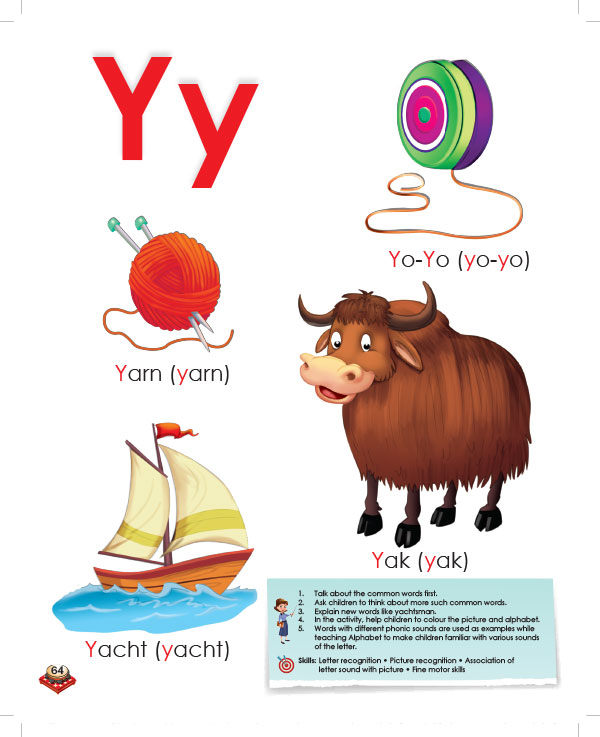 Yy
Yo-Yo (yo-yo)
Yarn (yarn)
Yak (yak)
Yacht (yacht)
1. Talk about the common words first.
2. Ask children to think about more such common words.
3. Explain new words like yachtsman.
4. In the activity, help children to colour the picture and alphabet.
5. Words with different phonic sounds are used as examples while
teaching Alphabet to make children familiar with various sounds
of the letter.
Skills: Letter recognition • Picture recognition • Association of
letter sound with picture • Fine motor skills
64